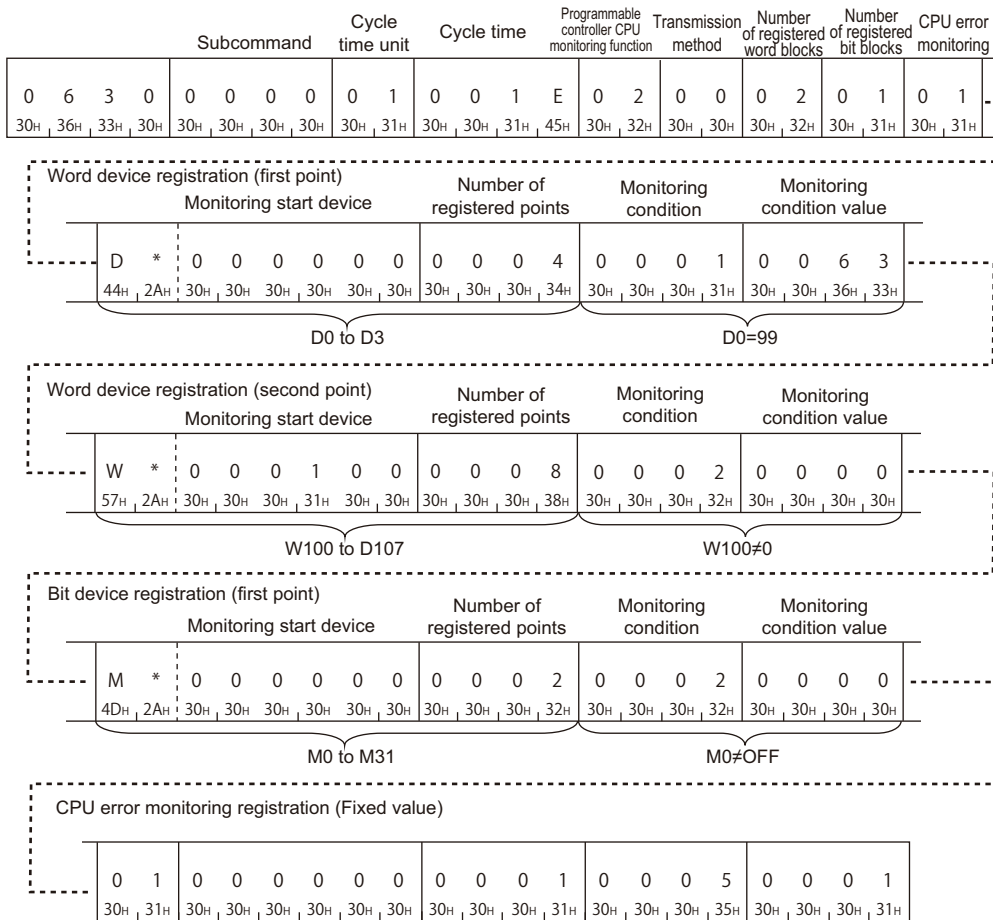 Subcommand Cycle time unit Cycle time Programmable controller CPU monitoring function Transmission method Number of registered word blocks Number of registered bit blocks CPU error monitoring
0 6 3 0 0 0 0 0 0 1 0 0 1 E 0 2 0 0 0 2 0 1 0 1
30H 36H 33H 30H 30H 30H 30H 30H 30H 31H 30H 30H 31H 45H 30H 32H 30H 30H 30H 32H 30H 31H 30H 31H
Word device registration (first point)
Monitoring start device Number of registered points Monitoring condition Monitoring condition value
D * 0 0 0 0 0 0 0 0 0 4 0 0 0 1 0 0 6 3
44H 2AH 30H 30H 30H 30H 30H 30H 30H 30H 30H 34H 30H 30H 30H 31H 30H 30H 36H 33H
D0 to D3 D0=99
Word device registration (second point)
Monitoring start device Number of registered points Monitoring condition Monitoring condition value
W * 0 0 0 1 0 0 0 0 0 8 0 0 0 2 0 0 0 0
57H 2AH 30H 30H 30H 31H 30H 30H 30H 30H 30H 38H 30H 30H 30H 32H 30H 30H 30H 30H
W100 to D107 W100≠0
Bit device registration (first point)
Monitoring start device Number of registered points Monitoring condition Monitoring condition value
M * 0 0 0 0 0 0 0 0 0 2 0 0 0 2 0 0 0 0
4DH 2AH 30H 30H 30H 30H 30H 30H 30H 30H 30H 32H 30H 30H 30H 32H 30H 30H 30H 30H
M0 to M31 M0≠OFF
CPU error monitoring registration (Fixed value)
0 1 0 0 0 0 0 0 0 0 0 1 0 0 0 5 0 0 0 1
30H 31H 30H 30H 30H 30H 30H 30H 30H 30H 30H 31H 30H 30H 30H 35H 30H 30H 30H 31H